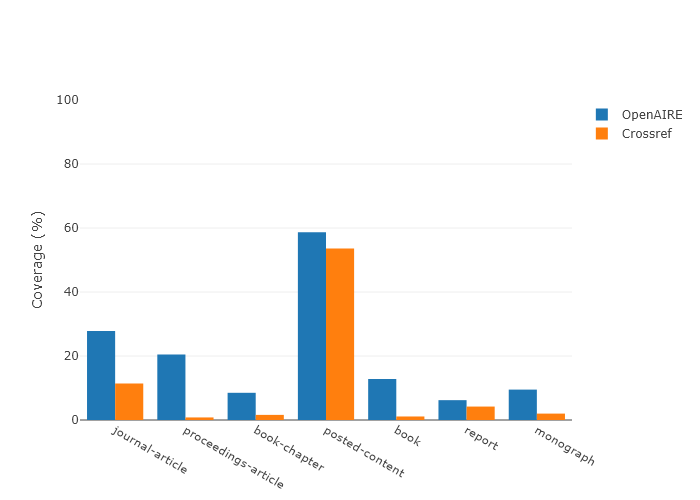 100
80
60
40
20
0
Coverage (%)
journal-article
proceedings-article
book-chapter
posted-content
book
report
monograph
OpenAIRE
Crossref